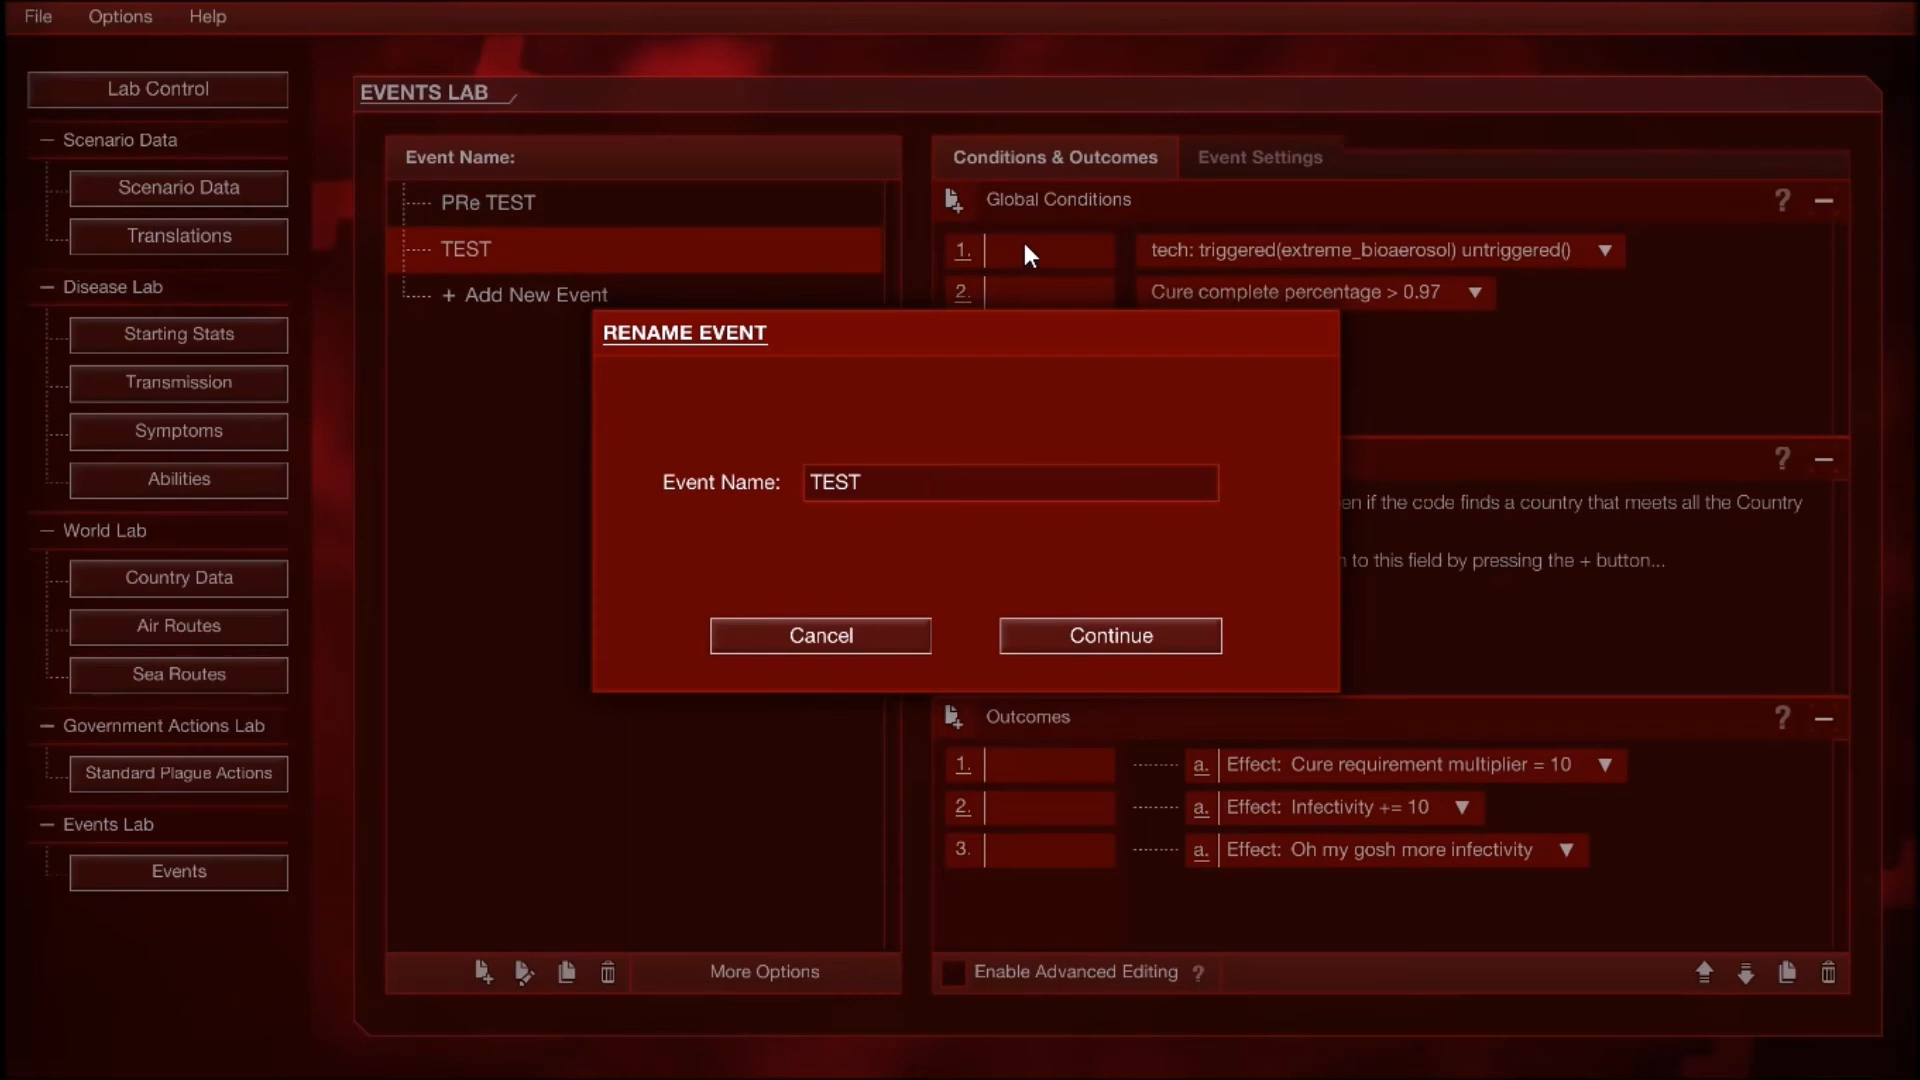 File Options Help
Lab Control
Scenario Data
Scenario Data
Translations
Disease Lab
Starting Stats
Transmission
Symptoms
Abilities
World Lab
Country Data
Air Routes
Sea Routes
Government Actions Lab
Standard Plague Actions
Events Lab
Events
EVENTS LAB
Event Name:
PRe TEST
TEST
+ Add New Event
More Options
Conditions & Outcomes Event Settings
Global Conditions ?
1. tech: triggered(extreme_bioaerosol) untriggered()
2. Cure complete percentage > 0.97
?
en if the code finds a country that meets all the Country
to this field by pressing the + button...
Outcomes ?
1. a. Effect: Cure requirement multiplier = 10
2. a. Effect: Infectivity += 10
3. a. Effect: Oh my gosh more infectivity
Enable Advanced Editing ?
RENAME EVENT
Event Name: TEST
Cancel Continue